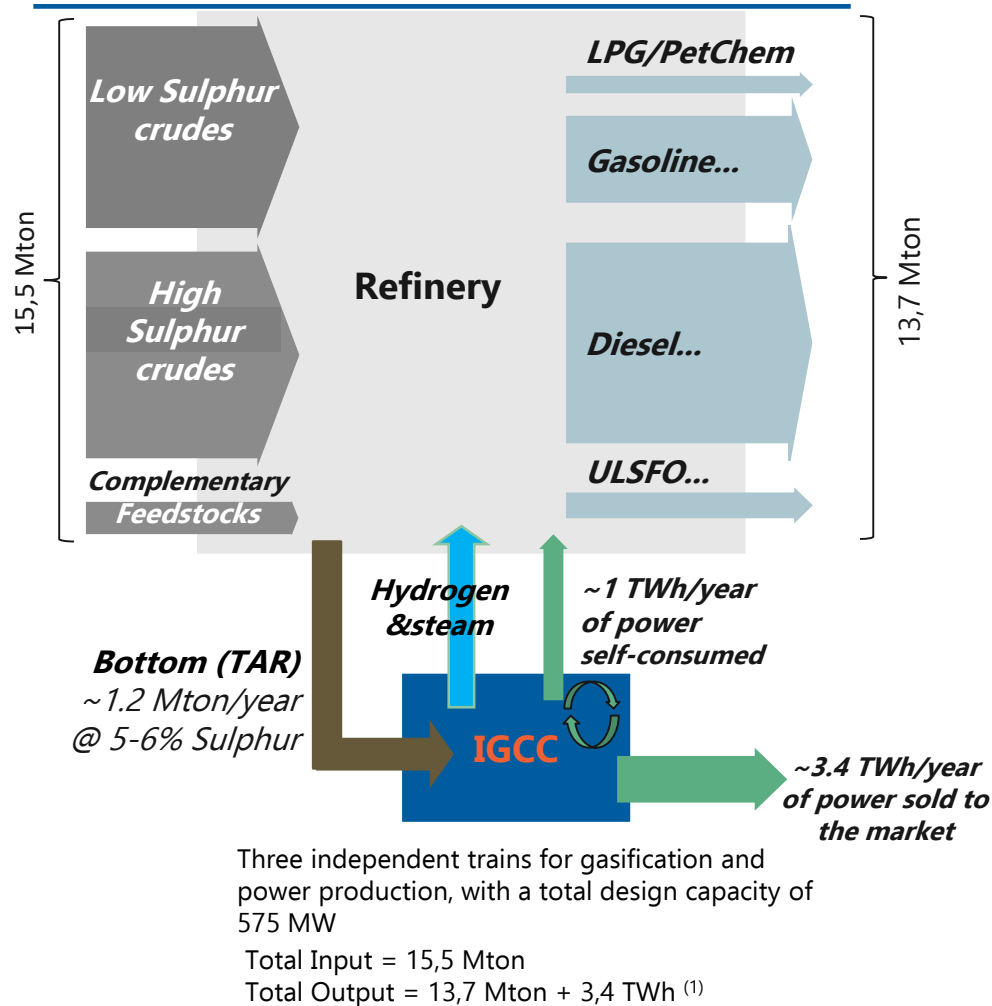 15,5 Mton
Low Sulphur
crudes
High
Sulphur
crudes
Complementary
Feedstocks
Refinery
LPG/PetChem
Gasoline...
Diesel...
ULSFO...
13,7 Mton
Bottom (TAR)
~1.2 Mton/year
@ 5-6% Sulphur
Hydrogen
&steam
~1 TWh/year
of power
self-consumed
IGCC
~3.4 TWh/year
of power sold to
the market
Three independent trains for gasification and
power production, with a total design capacity of
575 MW
Total Input = 15,5 Mton
Total Output = 13,7 Mton + 3,4 TWh (1)